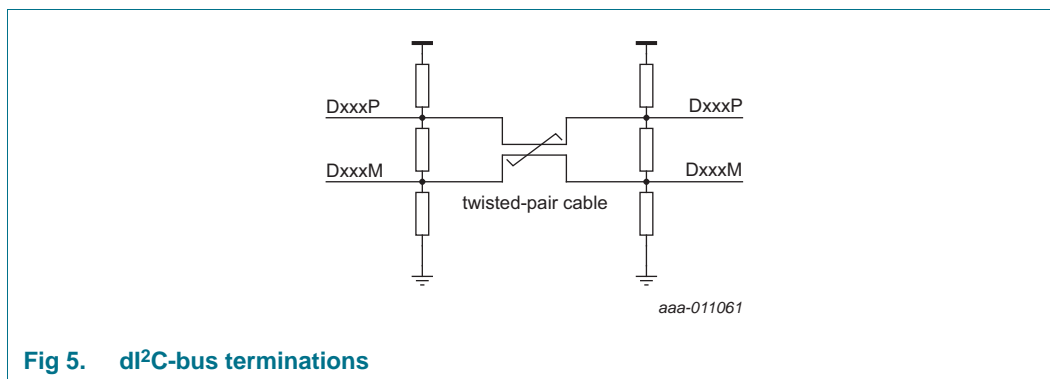 DxxxP
DxxxP
DxxxM
DxxxM
twisted-pair cable
aaa-011061
Fig 5. dI²C-bus terminations